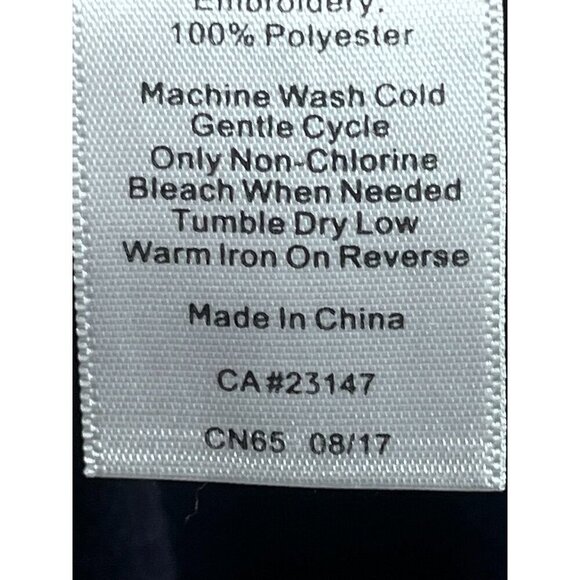 Embroidery:
100% Polyester
Machine Wash Cold
Gentle Cycle
Only Non-Chlorine
Bleach When Needed
Tumble Dry Low
Warm Iron On Reverse
Made In China
CA#23147
CN65 08/17